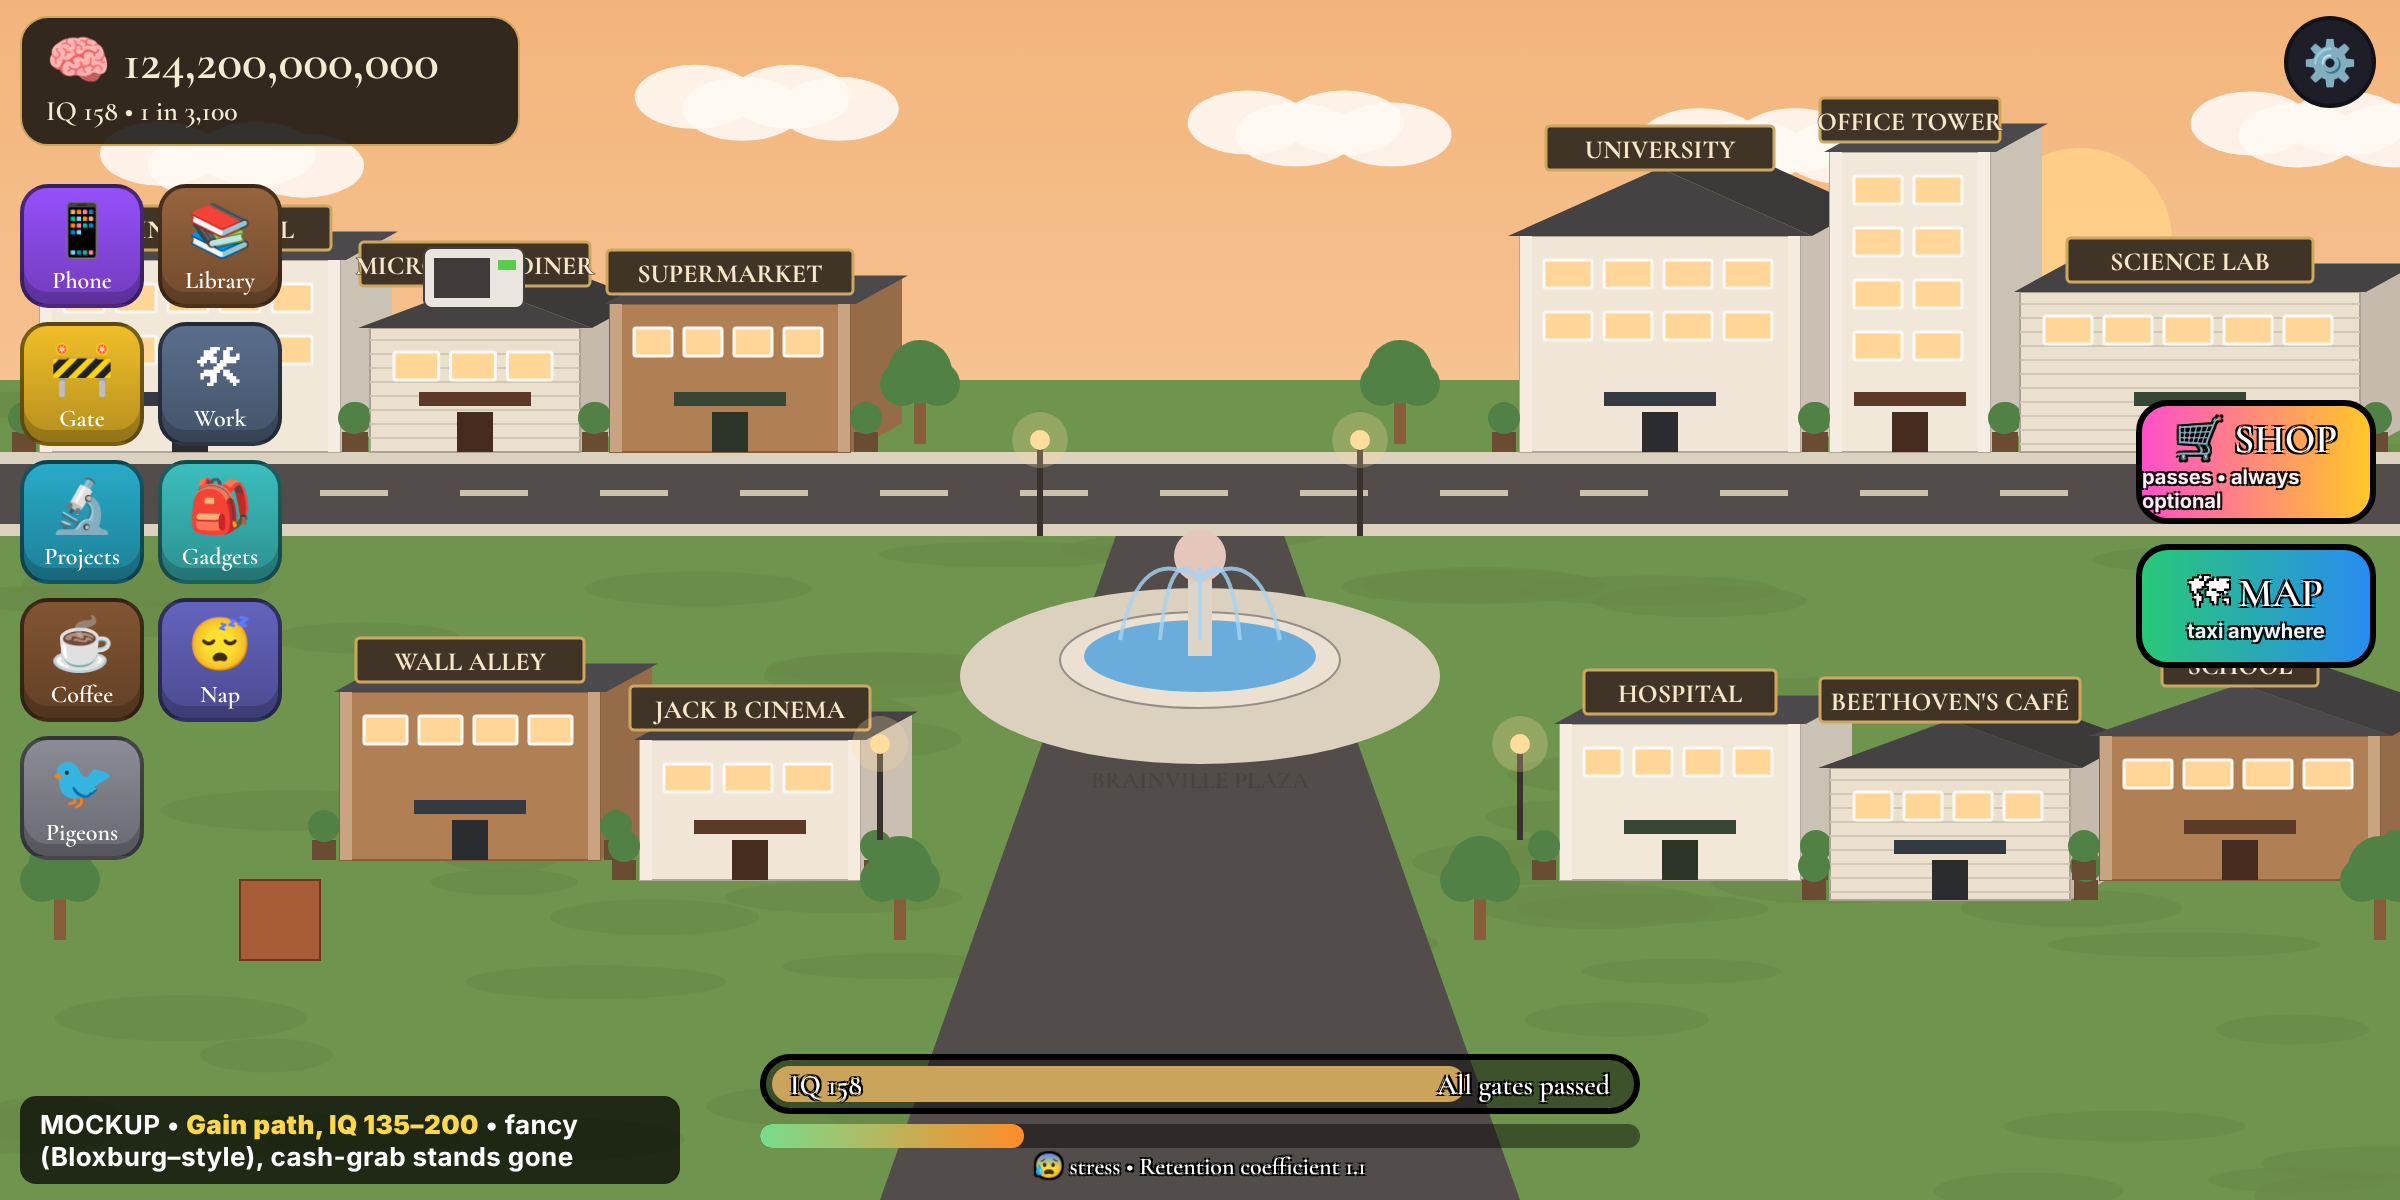 124,200,000,000
IQ 158 • 1 in 3,100
OFFICE TOWER
UNIVERSITY
SCIENCE LAB
SUPERMARKET
DINER
Phone
Library
Gate
Work
Projects
Gadgets
Coffee
Nap
Pigeons
SHOP
passes • always
optional
MAP
taxi anywhere
WALL ALLEY
JACK B CINEMA
HOSPITAL
BEETHOVEN'S CAFÉ
SCHOOL
BRAINVILLE PLAZA
IQ 158
All gates passed
stress • Retention coefficient 1.1
MOCKUP • Gain path, IQ 135–200 • fancy
(Bloxburg–style), cash-grab stands gone